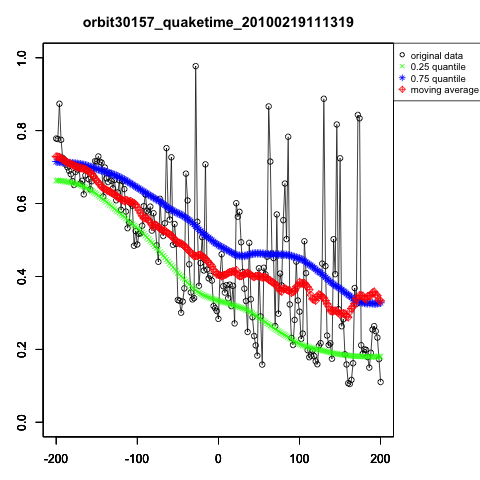 orbit30157_quaketime_20100219111319
original data
0.25 quantile
0.75 quantile
moving average
1.0
0.8
0.6
0.4
0.2
0.0
-200 -100 0 100 200